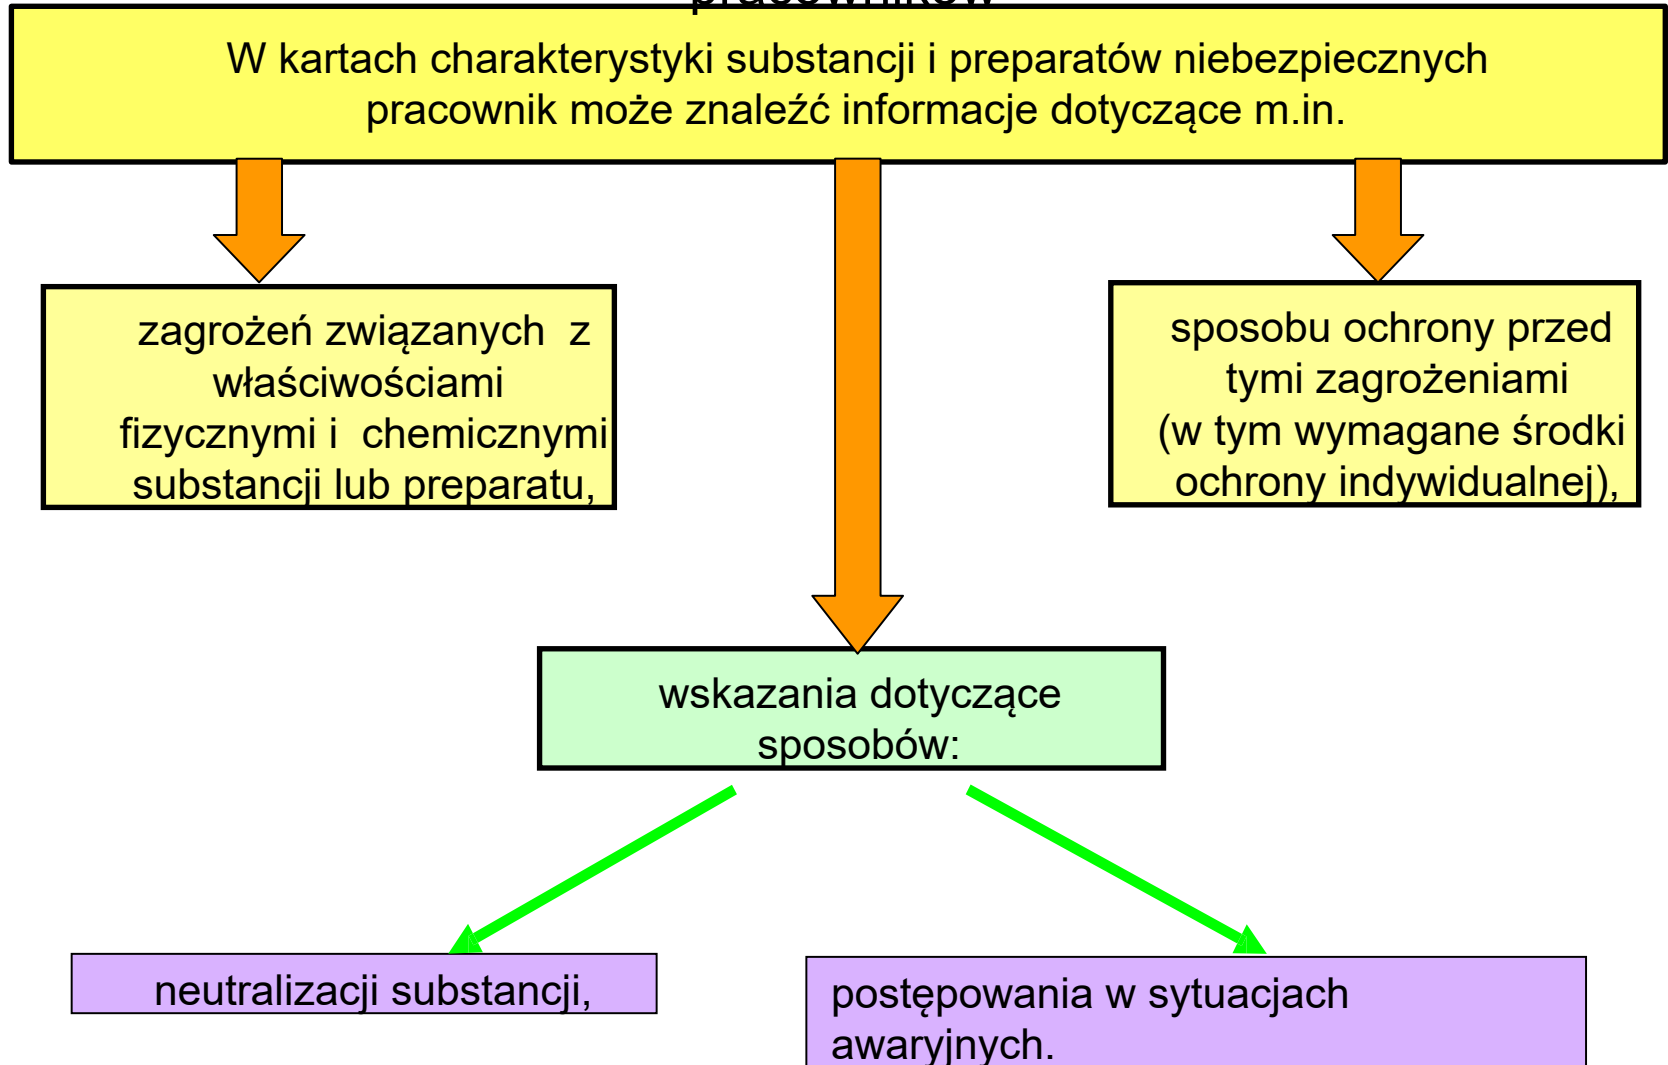 pracowników
W kartach charakterystyki substancji i preparatów niebezpiecznych
pracownik może znaleźć informacje dotyczące m.in.
zagrożeń związanych z
właściwościami
fizycznymi i chemicznymi
substancji lub preparatu,
sposobu ochrony przed
tymi zagrożeniami
(w tym wymagane środki
ochrony indywidualnej),
wskazania dotyczące
sposobów:
neutralizacji substancji,
postępowania w sytuacjach
awaryjnych.